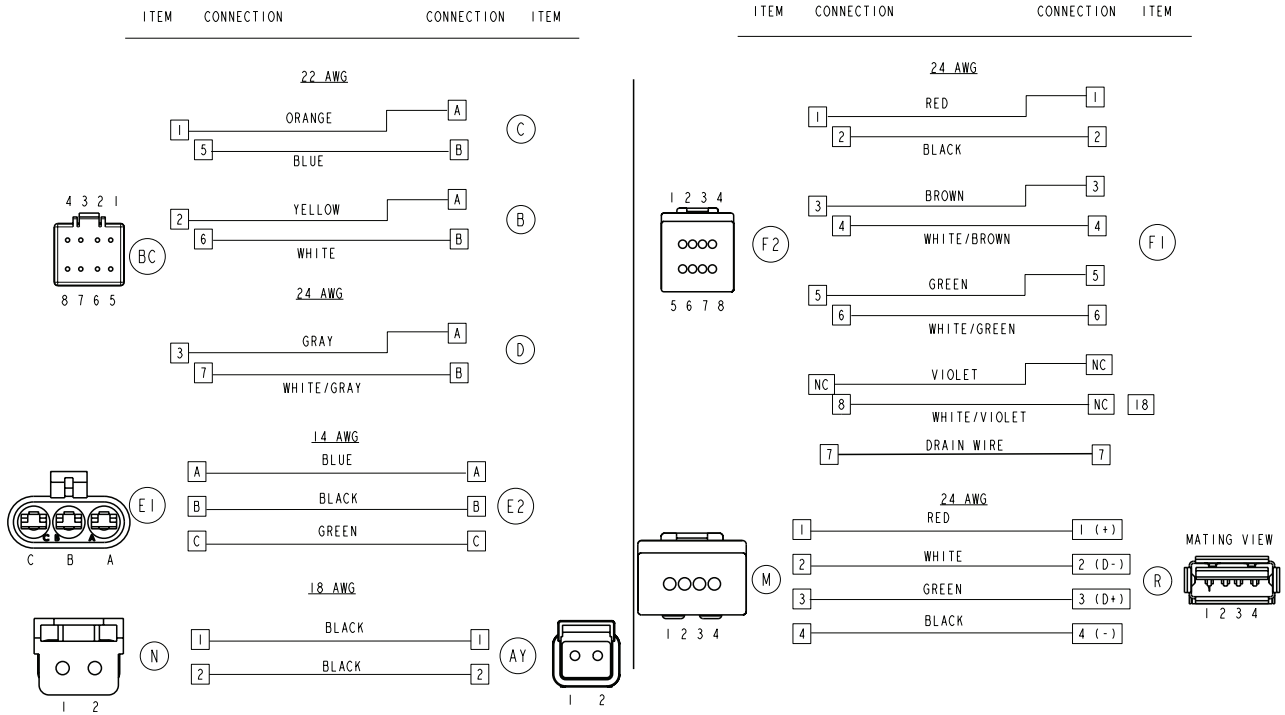 ITEM CONNECTION CONNECTION ITEM
22 AWG
ORANGE
1 A
C
5 B
BLUE
YELLOW
2 A
B
6 B
WHITE
4 3 2 1
BC
8 7 6 5
24 AWG
GRAY
3 A
D
7 B
WHITE/GRAY
14 AWG
BLUE
A A
BLACK
E1 B B E2
GREEN
C C
C B A
C B A
18 AWG
BLACK
1 1
N AY
BLACK
2 2
1 2
1 2
ITEM CONNECTION CONNECTION ITEM
24 AWG
RED
1 1
2 2
BLACK
BROWN
3 3
4 4
WHITE/BROWN
1 2 3 4
F2 F1
5 6 7 8
GREEN
5 5
6 6
WHITE/GREEN
VIOLET
NC NC
8 NC 18
WHITE/VIOLET
DRAIN WIRE
7 7
24 AWG
RED
1 1 (+)
WHITE
2 2 (D-)
M R
GREEN
3 3 (D+)
BLACK
4 4 (-)
1 2 3 4
MATING VIEW
1 2 3 4